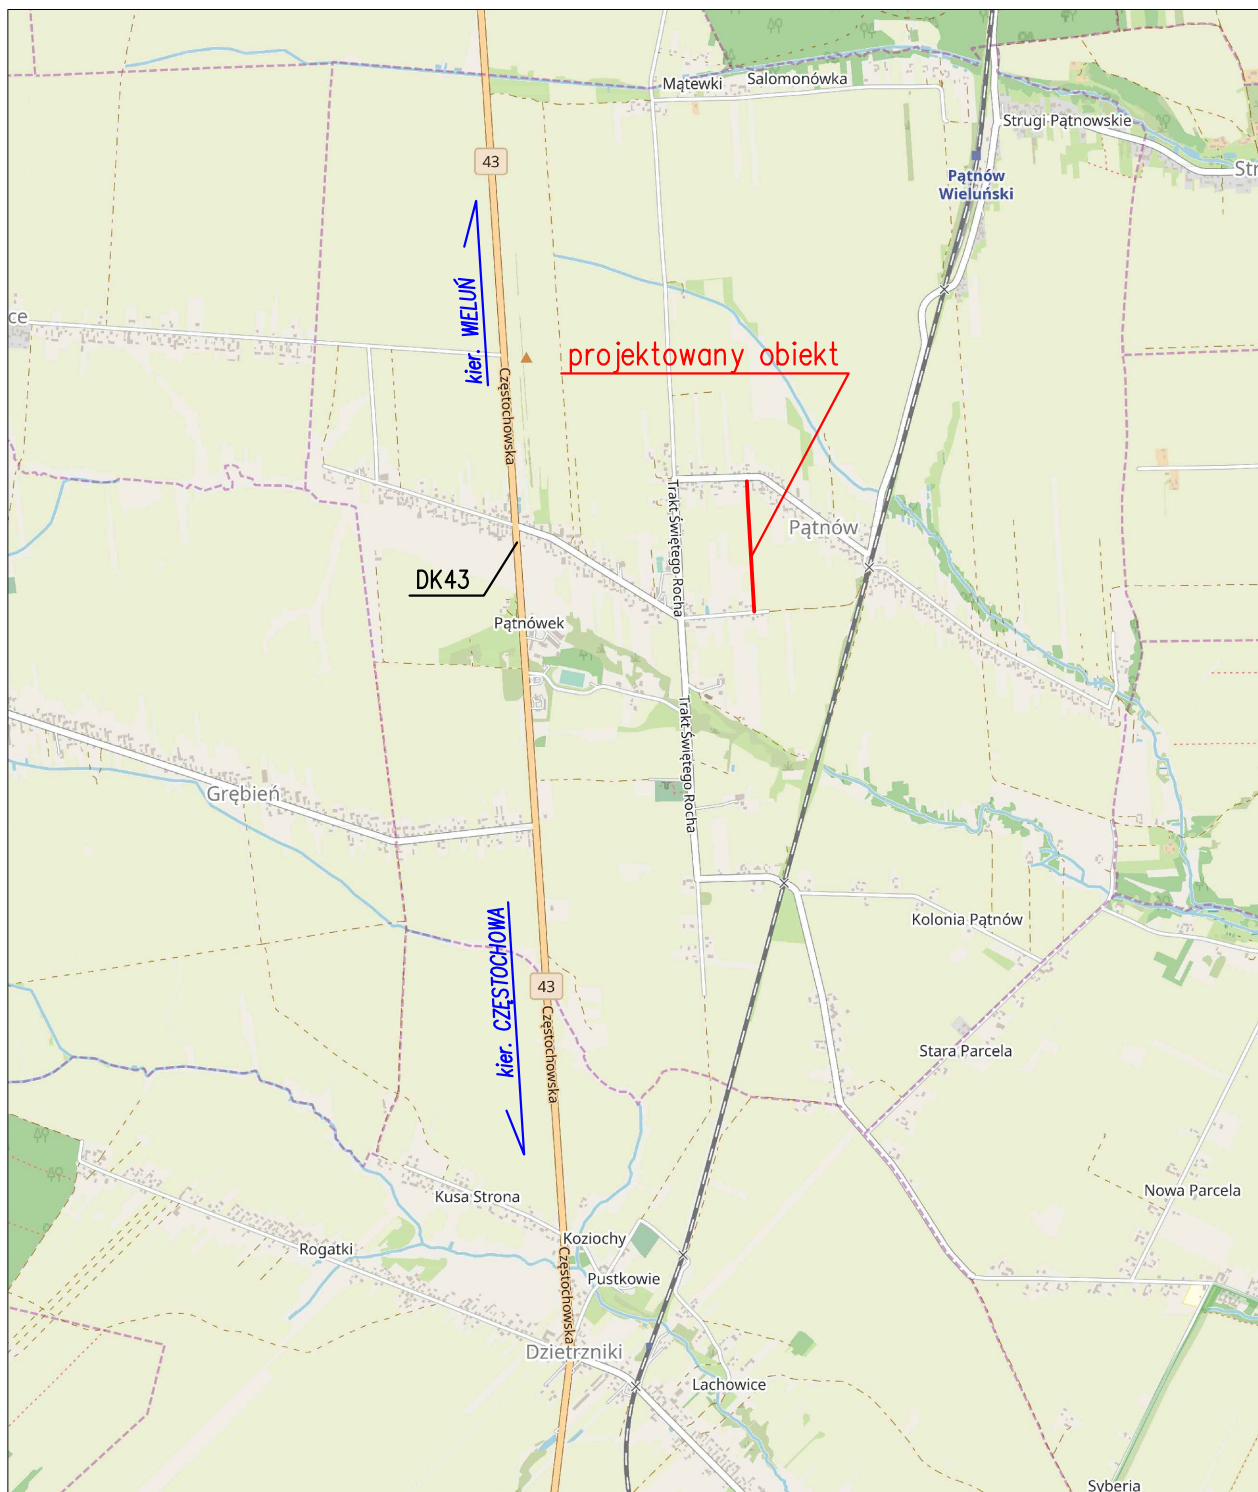 Mątewki
Salomonówka
Strugi Pątnowskie
43
Str
Pątnów
Wieluński
kier. WIELUŃ
ce
projektowany obiekt
Częstochowska
Trakt Świętego Rocha
Pątnów
DK43
Pątnówek
Trakt Świętego Rocha
Grębień
kier. CZĘSTOCHOWA
Kolonia Pątnów
43
Częstochowska
Stara Parcela
Nowa Parcela
Kusa Strona
Koziochy
Rogatki
Częstochowska
Pustkowie
Dzietrzniki
Lachowice
Syberia